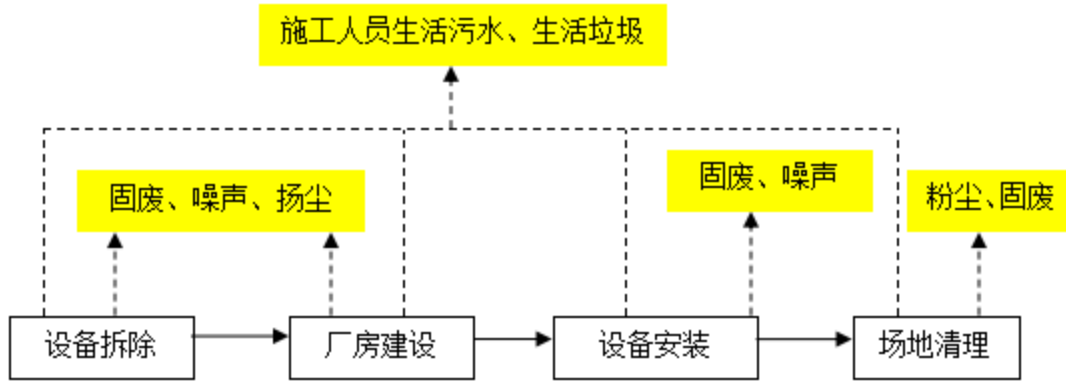 施工人员生活污水、生活垃圾
固废、噪声、扬尘
固废、噪声
粉尘、固废
设备拆除
厂房建设
设备安装
场地清理